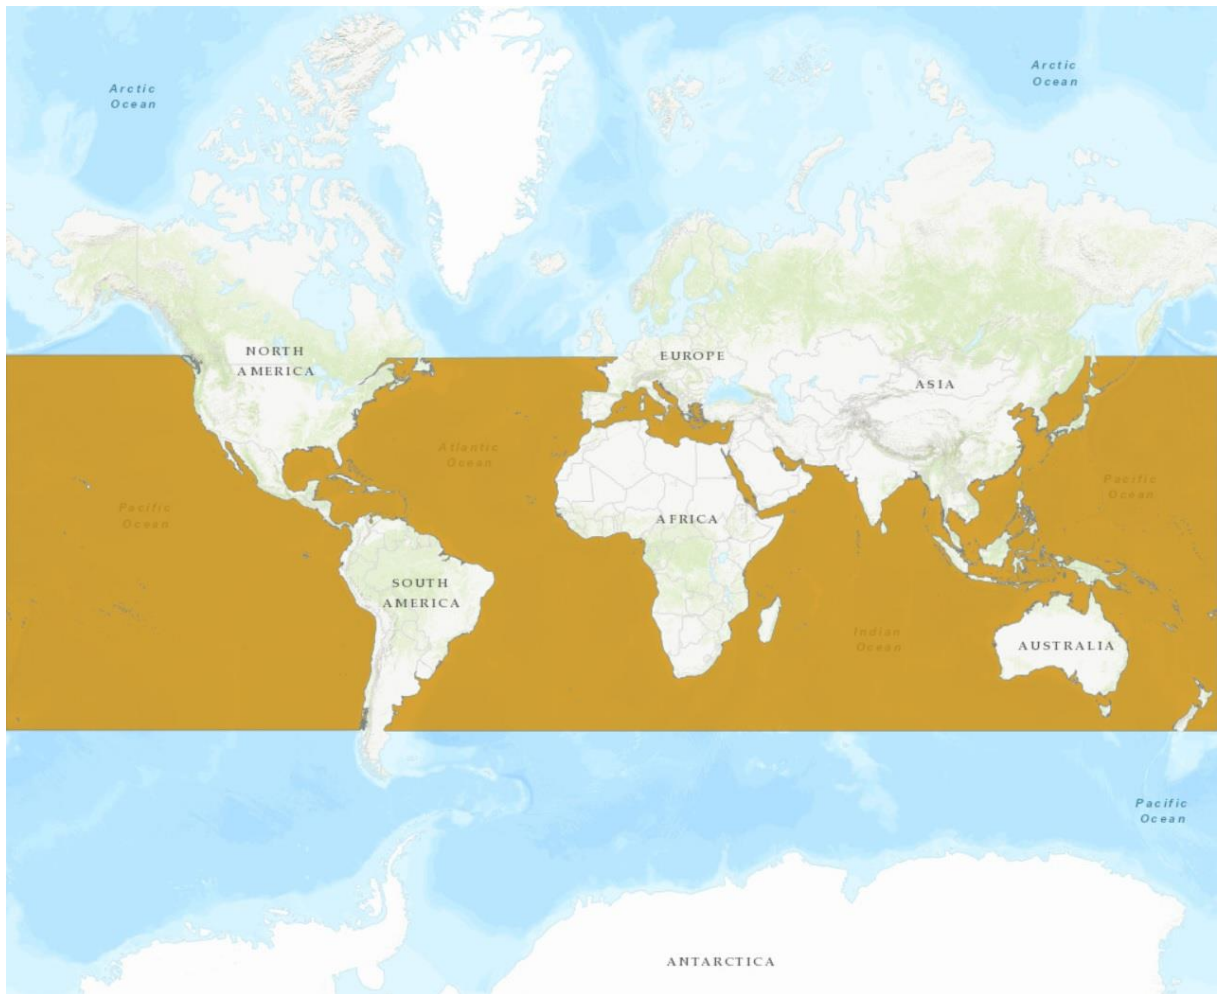 Arctic
Ocean
Arctic
Ocean
NORTH
AMERICA
EUROPE
ASIA
Atlantic
Ocean
Pacific
Ocean
Pacific
Ocean
AFRICA
SOUTH
AMERICA
Indian
Ocean
AUSTRALIA
Pacific
Ocean
ANTARCTICA